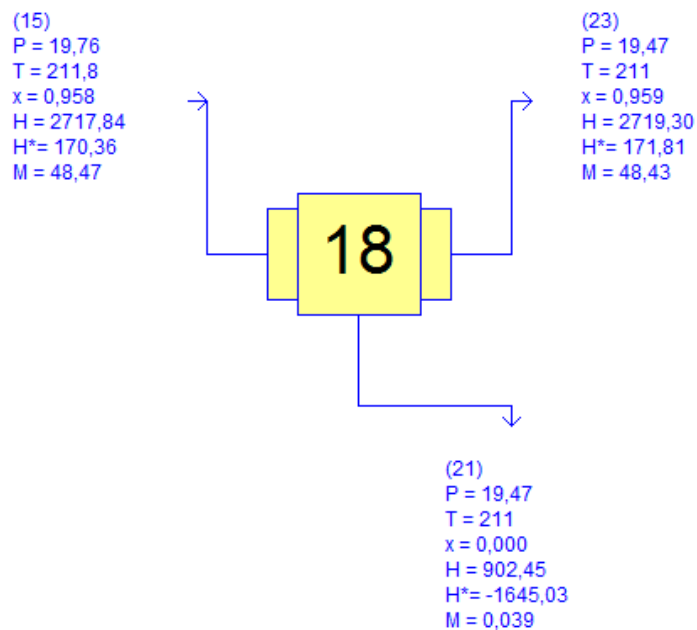 (15)
P = 19,76
T = 211,8
x = 0,958
H = 2717,84
H*= 170,36
M = 48,47
(23)
P = 19,47
T = 211
x = 0,959
H = 2719,30
H*= 171,81
M = 48,43
18
(21)
P = 19,47
T = 211
x = 0,000
H = 902,45
H*= -1645,03
M = 0,039